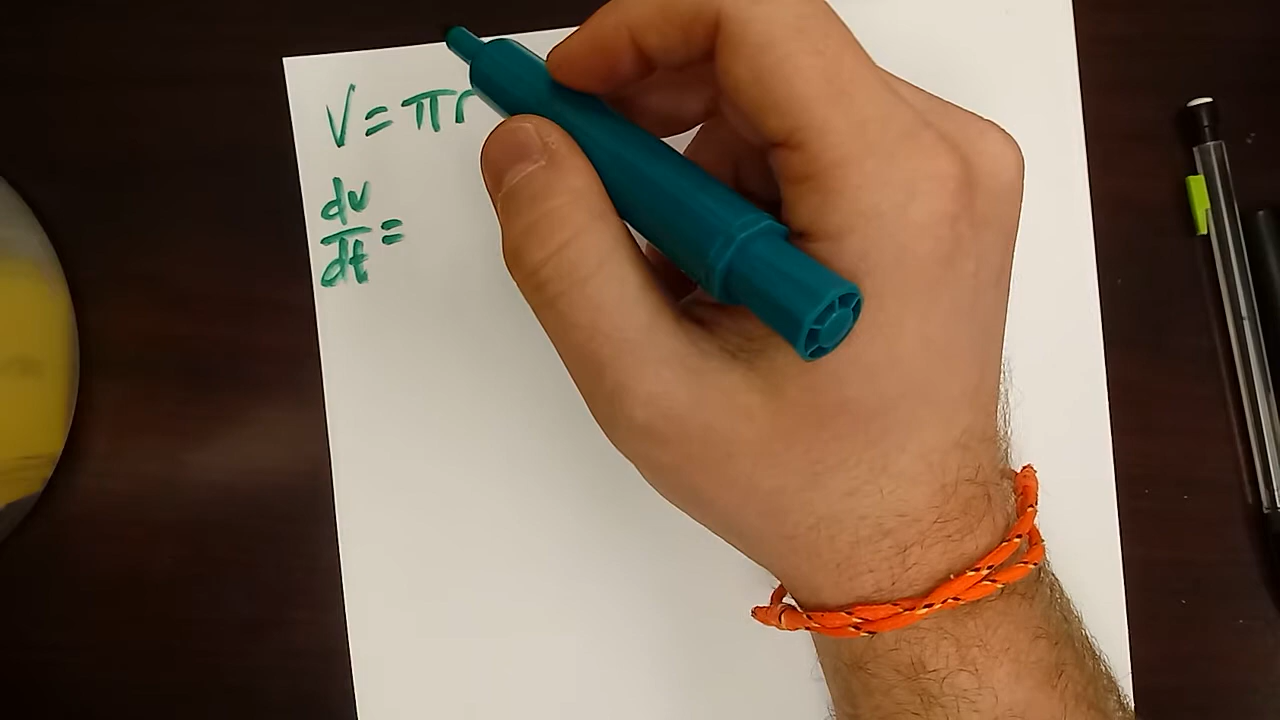 V = πr
dv/dt =